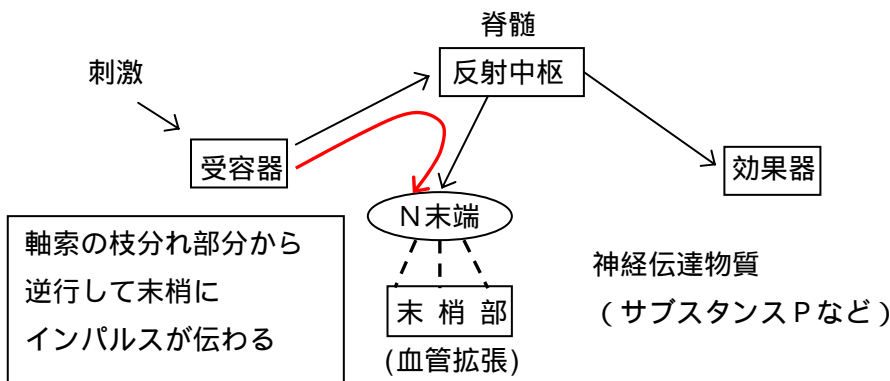 脊髄
反射中枢
刺激
受容器
効果器
Ｎ末端
軸索の枝分れ部分から
逆行して末梢に
インパルスが伝わる
末 梢 部
(血管拡張)
神経伝達物質
（サブスタンスＰなど）